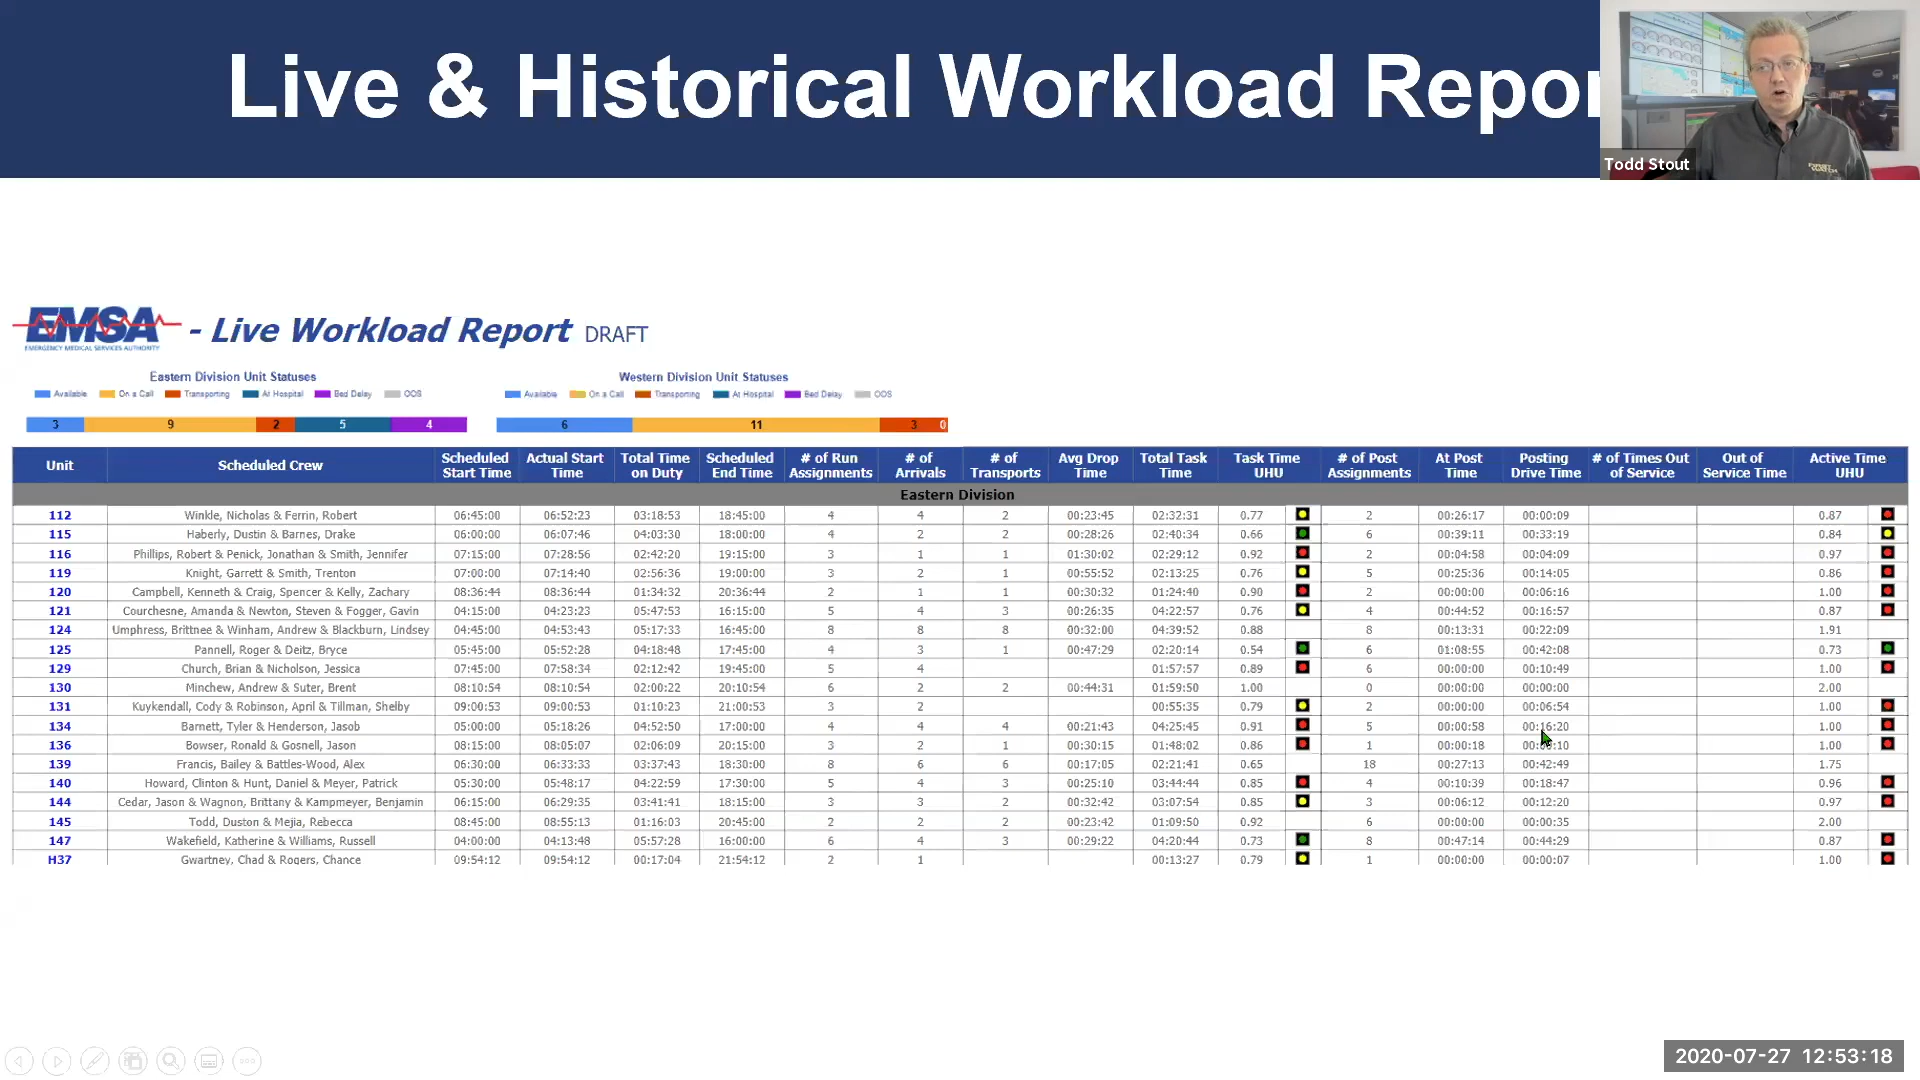 Live & Historical Workload Repor
Todd Stout
EMSA
EMERGENCY MEDICAL SERVICES AUTHORITY
- Live Workload Report DRAFT
Eastern Division Unit Statuses
Available On a Call Transporting At Hospital Bed Delay OOS
3 9 2 5 4
Western Division Unit Statuses
Available On a Call Transporting At Hospital Bed Delay OOS
6 11 3 0
Unit Scheduled Crew Scheduled Start Time Actual Start Time Total Time on Duty Scheduled End Time # of Run Assignments # of Arrivals # of Transports Avg Drop Time Total Task Time Task Time UHU # of Post Assignments At Post Time Posting Drive Time # of Times Out of Service Out of Service Time Active Time UHU
Eastern Division
112 Winkle, Nicholas & Ferrin, Robert 06:45:00 06:52:23 03:18:53 18:45:00 4 4 2 00:23:45 02:32:31 0.77 2 00:26:17 00:00:09 0.87
115 Haberly, Dustin & Barnes, Drake 06:00:00 06:07:46 04:03:30 18:00:00 4 2 2 00:28:26 02:40:34 0.66 6 00:39:11 00:33:19 0.84
116 Phillips, Robert & Penick, Jonathan & Smith, Jennifer 07:15:00 07:28:56 02:42:20 19:15:00 3 1 1 01:30:02 02:29:12 0.92 2 00:04:58 00:04:09 0.97
119 Knight, Garrett & Smith, Trenton 07:00:00 07:14:40 02:56:36 19:00:00 3 2 1 00:55:52 02:13:25 0.76 5 00:25:36 00:14:05 0.86
120 Campbell, Kenneth & Craig, Spencer & Kelly, Zachary 08:36:44 08:36:44 01:34:32 20:36:44 2 1 1 00:30:32 01:24:40 0.90 2 00:00:00 00:06:16 1.00
121 Courchesne, Amanda & Newton, Steven & Fogger, Gavin 04:15:00 04:23:23 05:47:53 16:15:00 5 4 3 00:26:35 04:22:57 0.76 4 00:44:52 00:16:57 0.87
124 Umphress, Brittnee & Winham, Andrew & Blackburn, Lindsey 04:45:00 04:53:43 05:17:33 16:45:00 8 8 8 00:32:00 04:39:52 0.88 8 00:13:31 00:22:09 1.91
125 Pannell, Roger & Deitz, Bryce 05:45:00 05:52:28 04:18:48 17:45:00 4 3 1 00:47:29 02:20:14 0.54 6 01:08:55 00:42:08 0.73
129 Church, Brian & Nicholson, Jessica 07:45:00 07:58:34 02:12:42 19:45:00 5 4 01:57:57 0.89 6 00:00:00 00:10:49 1.00
130 Minchew, Andrew & Suter, Brent 08:10:54 08:10:54 02:00:22 20:10:54 6 2 2 00:44:31 01:59:50 1.00 0 00:00:00 00:00:00 2.00
131 Kuykendall, Cody & Robinson, April & Tillman, Shelby 09:00:53 09:00:53 01:10:23 21:00:53 3 2 00:55:35 0.79 2 00:00:00 00:06:54 1.00
134 Barnett, Tyler & Henderson, Jasob 05:00:00 05:18:26 04:52:50 17:00:00 4 4 4 00:21:43 04:25:45 0.91 5 00:00:58 00:16:20 1.00
136 Bowser, Ronald & Gosnell, Jason 08:15:00 08:05:07 02:06:09 20:15:00 3 2 1 00:30:15 01:48:02 0.86 1 00:00:18 1.00
139 Francis, Bailey & Battles-Wood, Alex 06:30:00 06:33:33 03:37:43 18:30:00 8 6 6 00:17:05 02:21:41 0.65 18 00:27:13 00:42:49 1.75
140 Howard, Clinton & Hunt, Daniel & Meyer, Patrick 05:30:00 05:48:17 04:22:59 17:30:00 5 4 3 00:25:10 03:44:44 0.85 4 00:10:39 00:18:47 0.96
144 Cedar, Jason & Wagnon, Brittany & Kampmeyer, Benjamin 06:15:00 06:29:35 03:41:41 18:15:00 3 3 2 00:32:42 03:07:54 0.85 3 00:06:12 00:12:20 0.97
145 Todd, Duston & Mejia, Rebecca 08:45:00 08:55:13 01:16:03 20:45:00 2 2 2 00:23:42 01:09:50 0.92 6 00:00:00 00:00:35 2.00
147 Wakefield, Katherine & Williams, Russell 04:00:00 04:13:48 05:57:28 16:00:00 6 4 3 00:29:22 04:20:44 0.73 8 00:47:14 00:44:29 0.87
H37 Gwartney, Chad & Rogers, Chance 09:54:12 09:54:12 00:17:04 21:54:12 2 1 00:13:27 0.79 1 00:00:00 00:00:07 1.00
2020-07-27 12:53:18